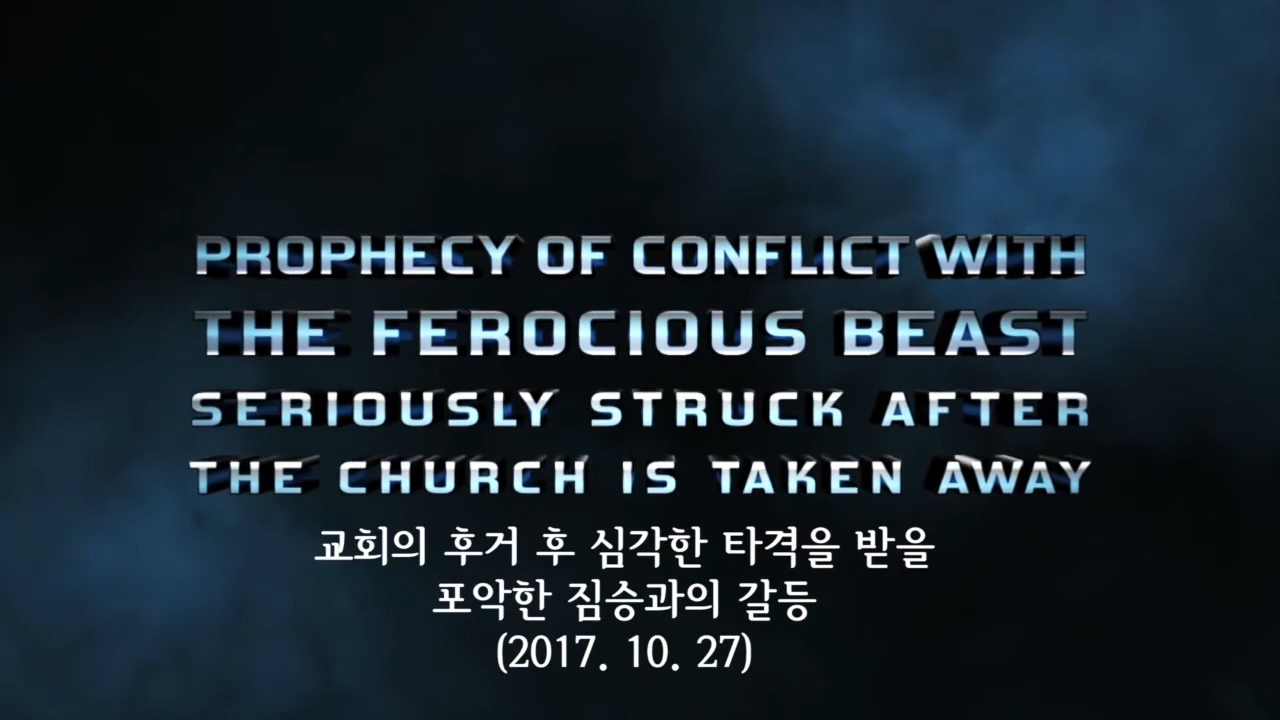 PROPHECY OF CONFLICT WITH
THE FEROCIOUS BEAST
SERIOUSLY STRUCK AFTER
THE CHURCH IS TAKEN AWAY
교회의 후거 후 심각한 타격을 받을
포악한 짐승과의 갈등
(2017. 10. 27)